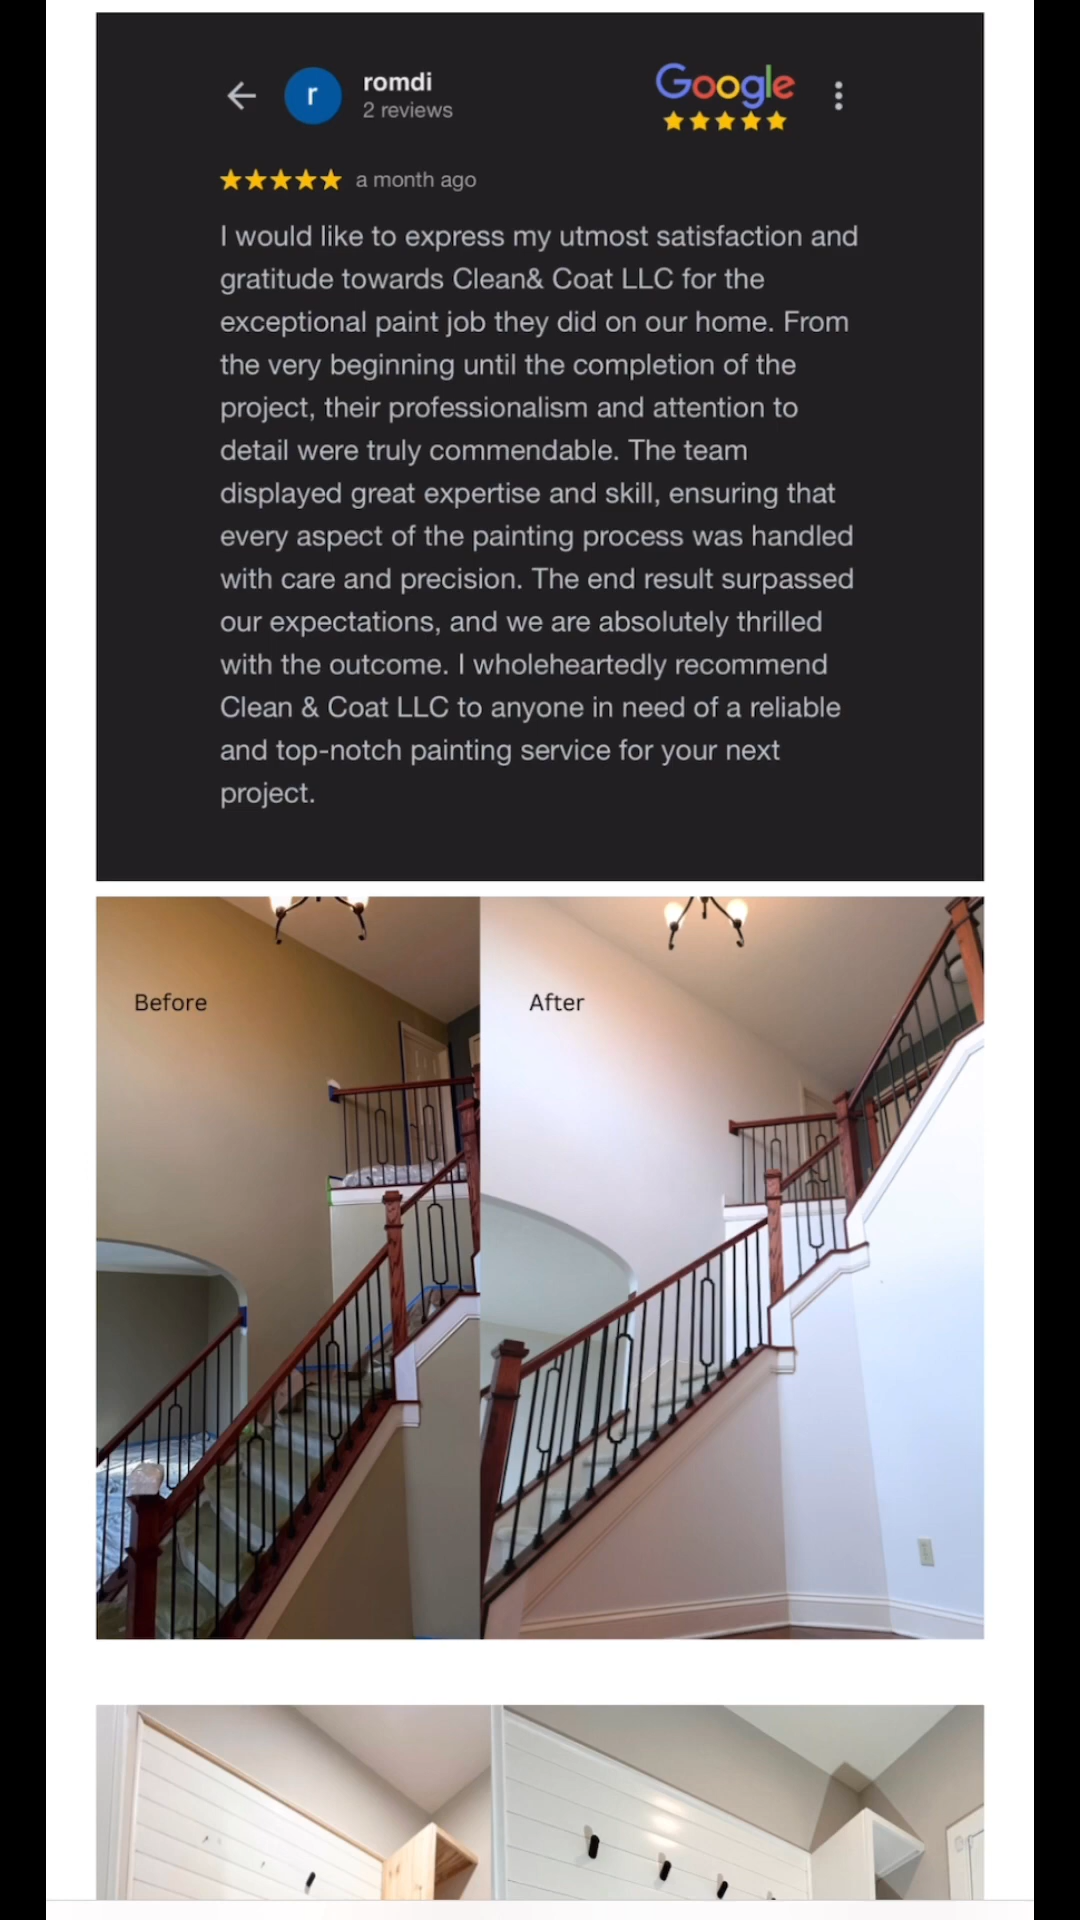 romdi
2 reviews
Google
r
a month ago
I would like to express my utmost satisfaction and
gratitude towards Clean& Coat LLC for the
exceptional paint job they did on our home. From
the very beginning until the completion of the
project, their professionalism and attention to
detail were truly commendable. The team
displayed great expertise and skill, ensuring that
every aspect of the painting process was handled
with care and precision. The end result surpassed
our expectations, and we are absolutely thrilled
with the outcome. I wholeheartedly recommend
Clean & Coat LLC to anyone in need of a reliable
and top-notch painting service for your next
project.
Before
After